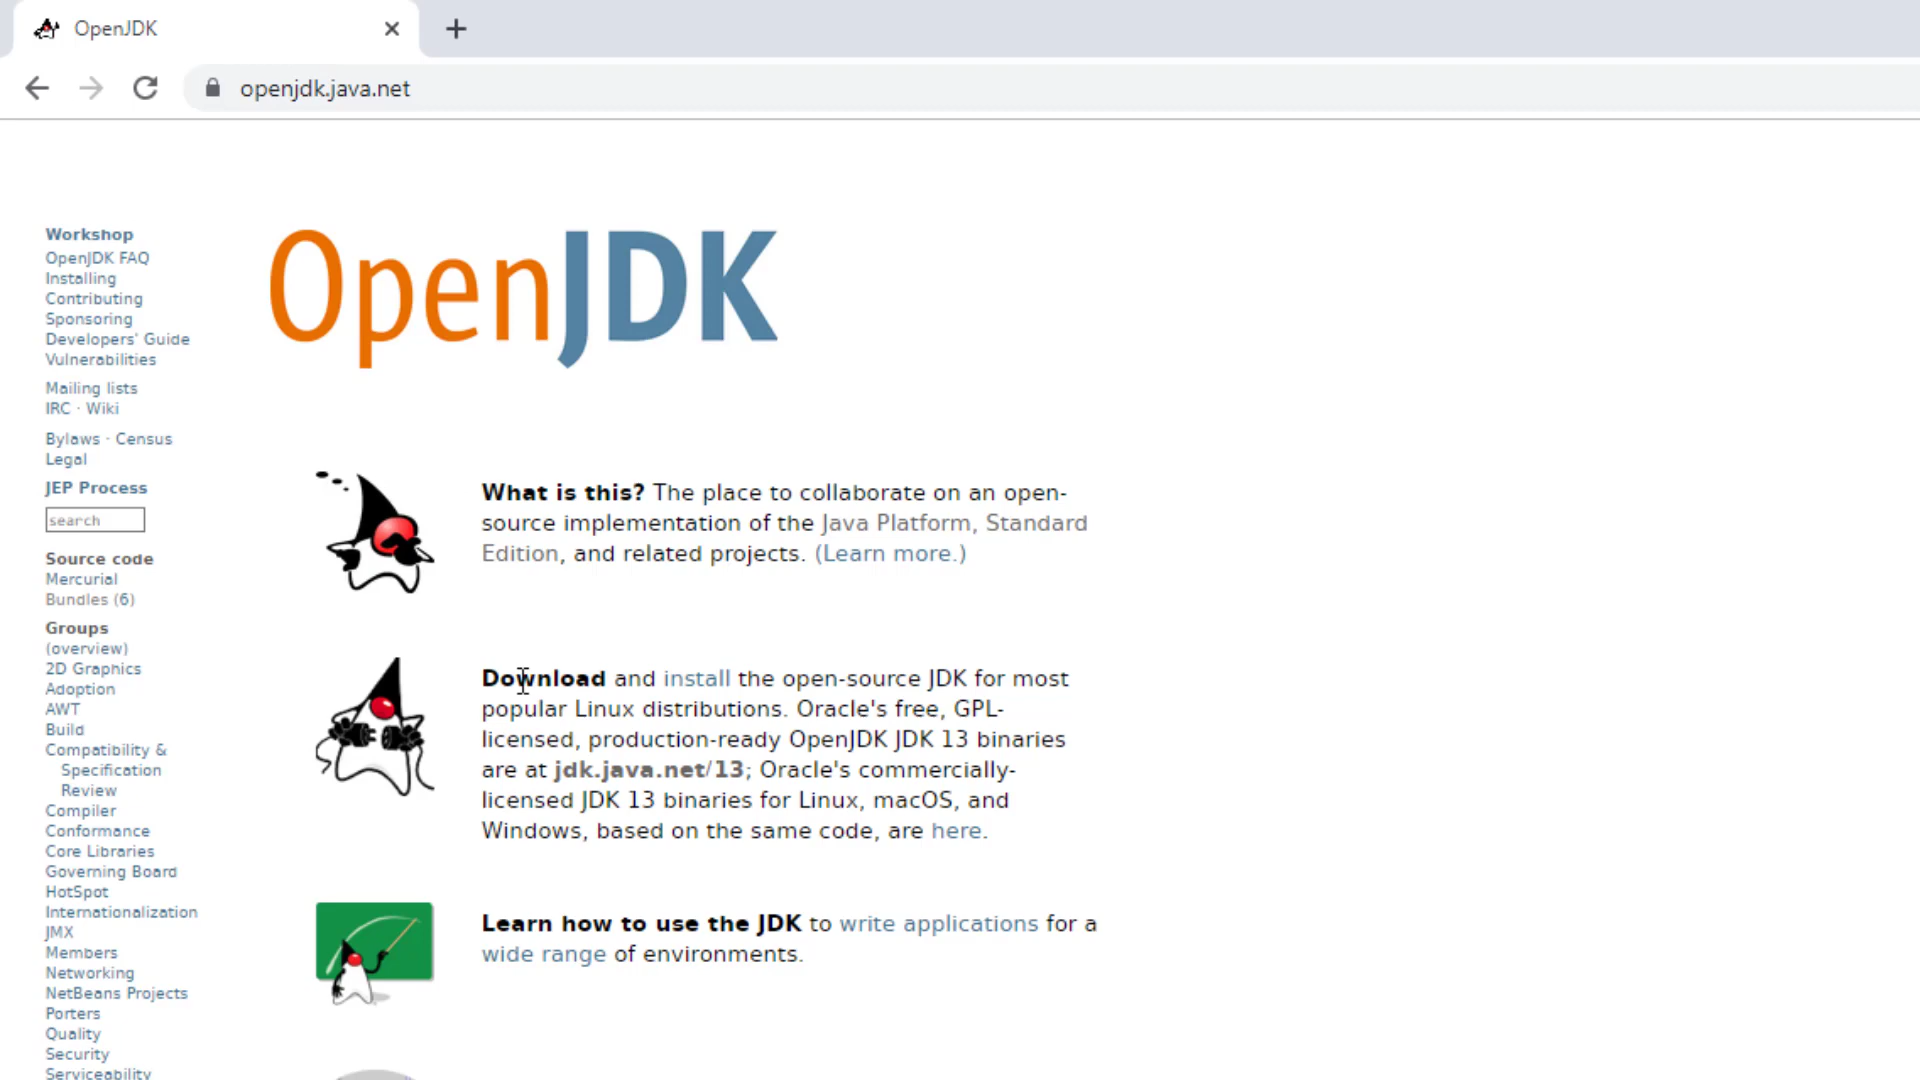 OpenJDK
openjdk.java.net
Workshop
OpenJDK FAQ
Installing
Contributing
Sponsoring
Developers' Guide
Vulnerabilities
Mailing lists
IRC · Wiki
Bylaws · Census
Legal
JEP Process
search
Source code
Mercurial
Bundles (6)
Groups
(overview)
2D Graphics
Adoption
AWT
Build
Compatibility &
Specification
Review
Compiler
Conformance
Core Libraries
Governing Board
HotSpot
Internationalization
JMX
Members
Networking
NetBeans Projects
Porters
Quality
Security
Serviceability
OpenJDK
What is this? The place to collaborate on an open-
source implementation of the Java Platform, Standard
Edition, and related projects. (Learn more.)
Download and install the open-source JDK for most
popular Linux distributions. Oracle's free, GPL-
licensed, production-ready OpenJDK JDK 13 binaries
are at jdk.java.net/13; Oracle's commercially-
licensed JDK 13 binaries for Linux, macOS, and
Windows, based on the same code, are here.
Learn how to use the JDK to write applications for a
wide range of environments.